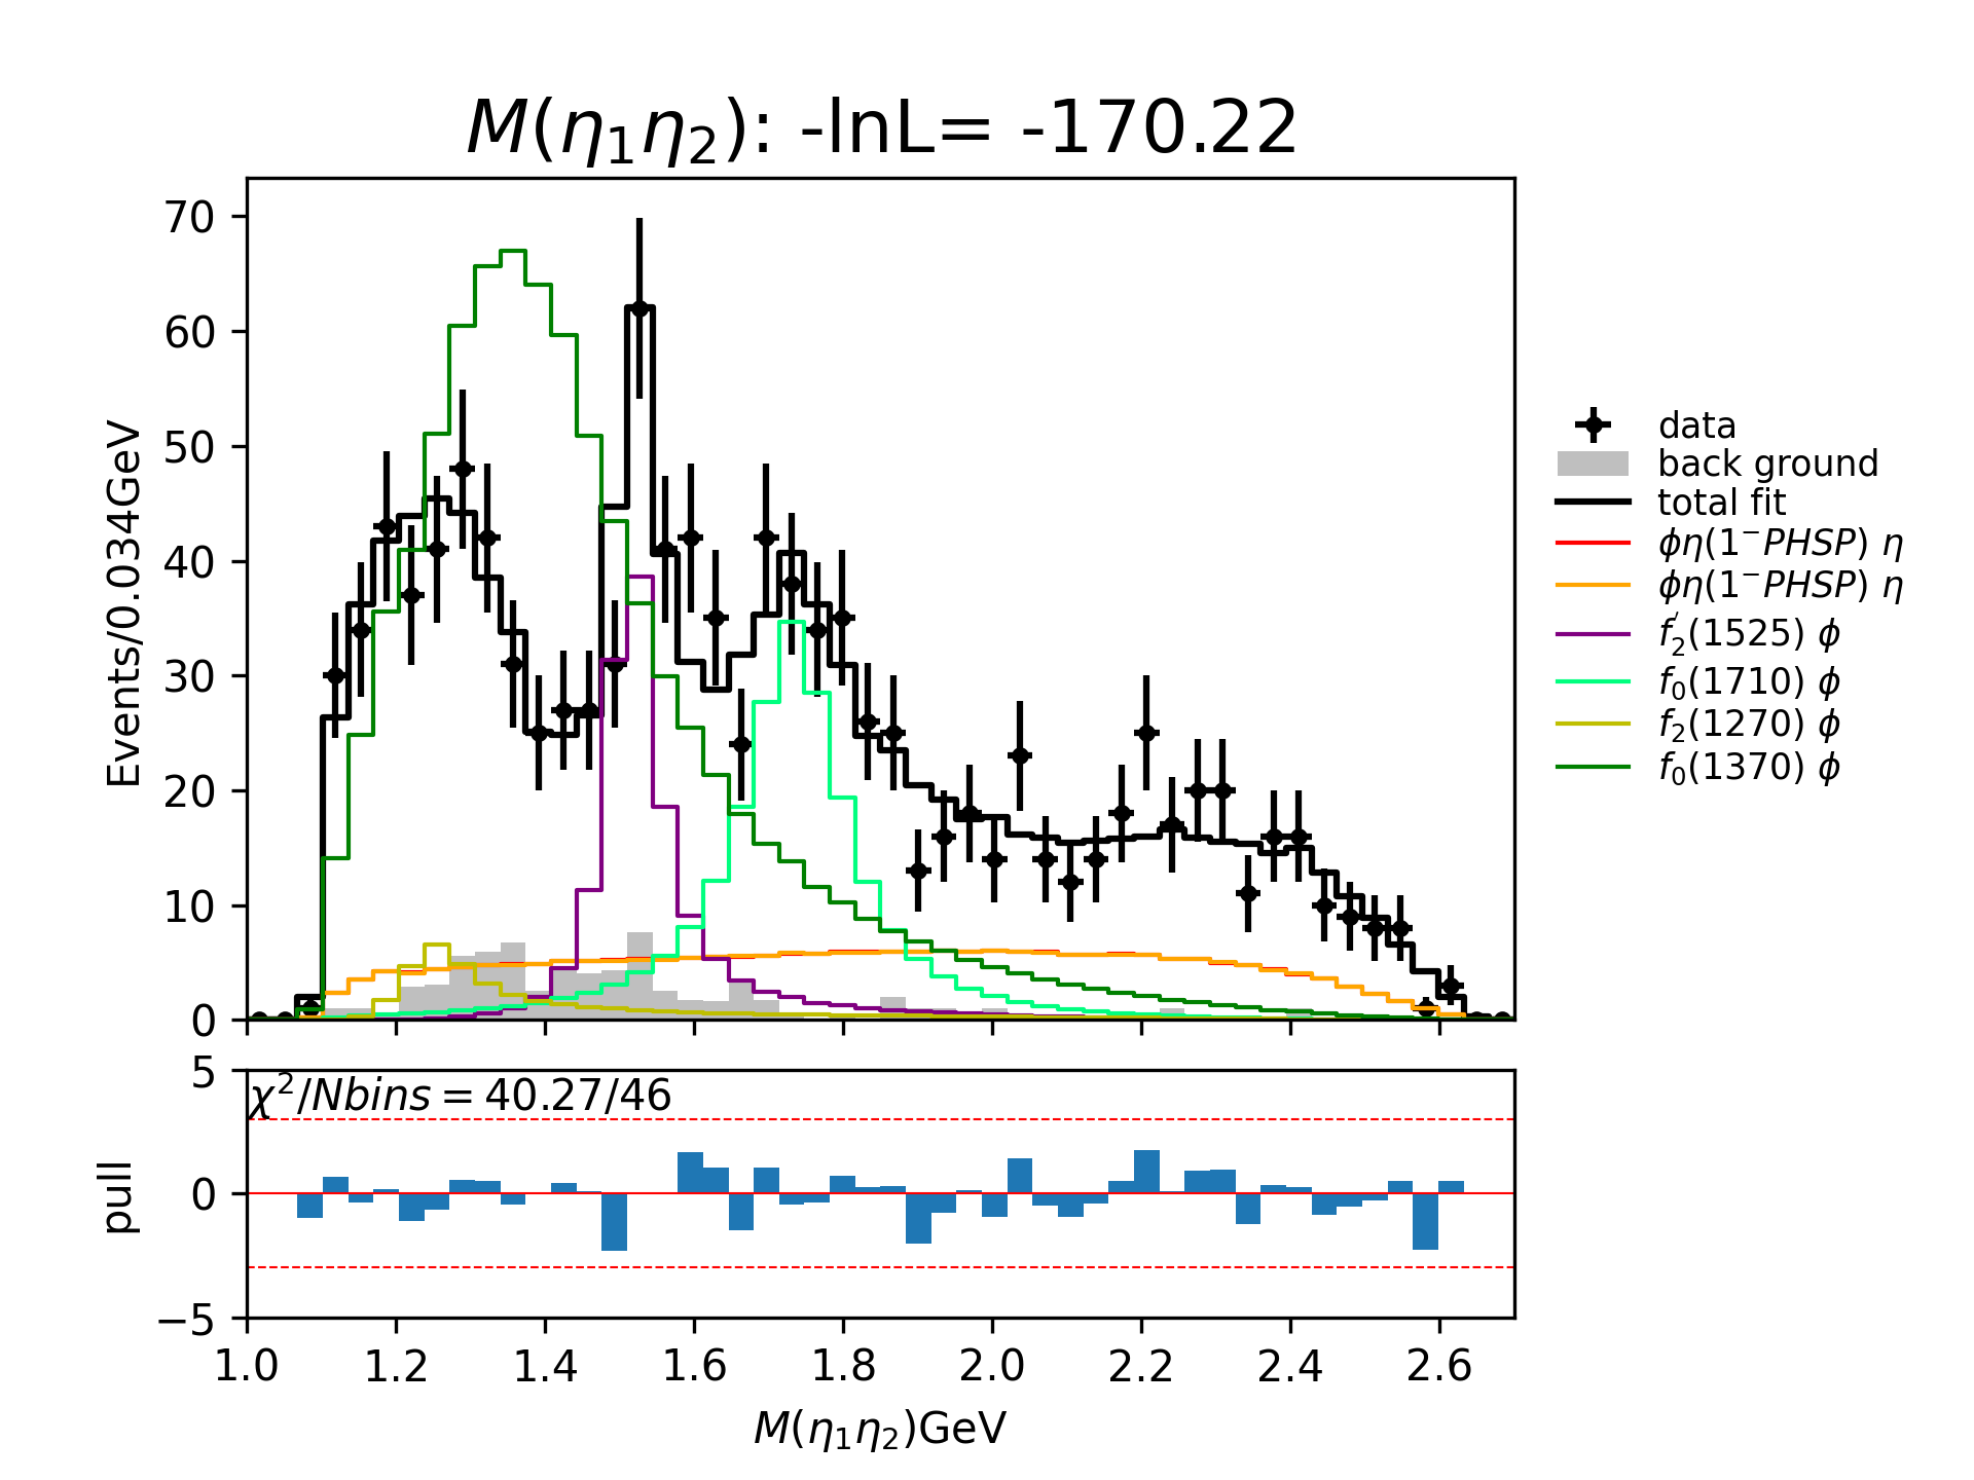 M(η₁η₂): -lnL= -170.22
Events/0.034GeV
70
60
50
40
30
20
10
0
data
back ground
total fit
ϕη(1⁻PHSP) η
ϕη(1⁻PHSP) η
f₂′(1525) ϕ
f₀(1710) ϕ
f₂(1270) ϕ
f₀(1370) ϕ
χ²/Nbins = 40.27/46
pull
5
0
−5
1.0 1.2 1.4 1.6 1.8 2.0 2.2 2.4 2.6
M(η₁η₂)GeV